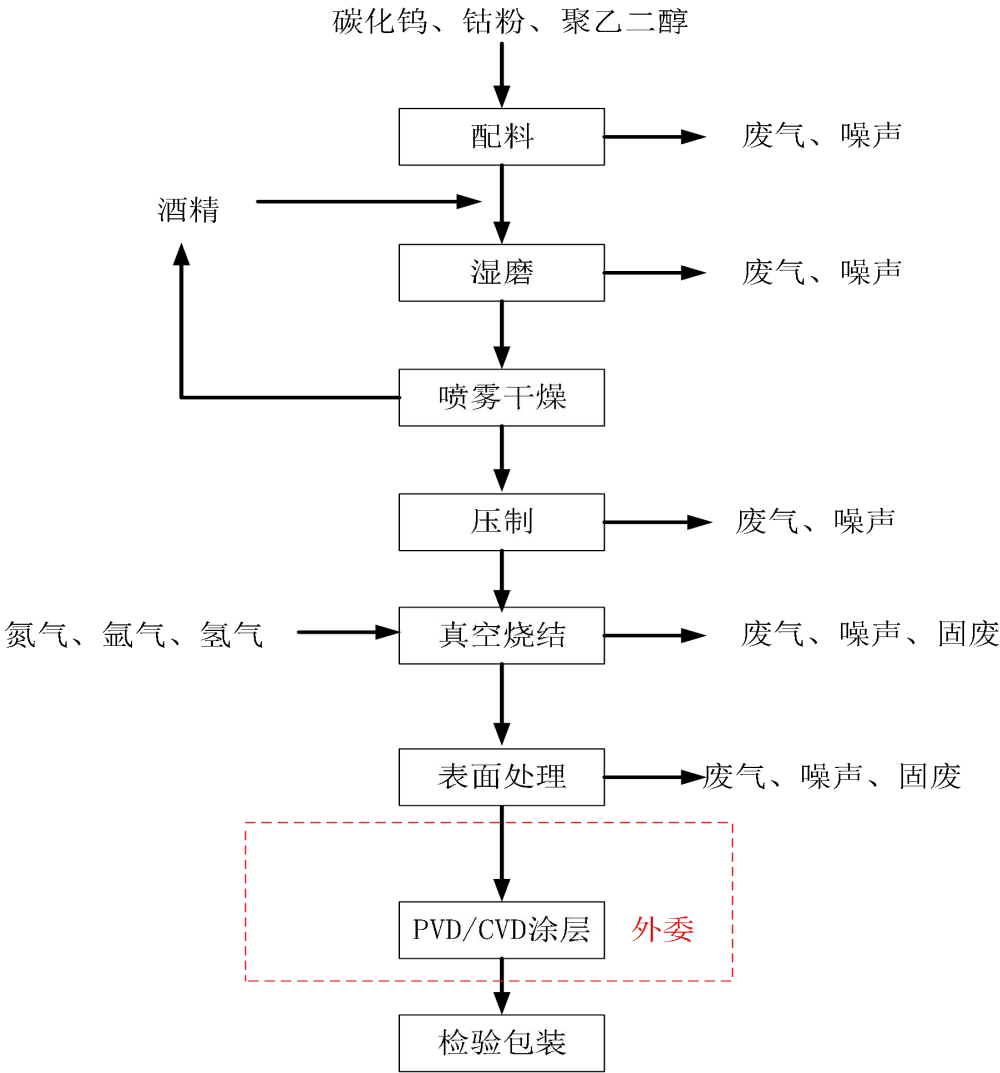 碳化钨、钴粉、聚乙二醇
配料
废气、噪声
酒精
湿磨
废气、噪声
喷雾干燥
压制
废气、噪声
氮气、氩气、氢气
真空烧结
废气、噪声、固废
表面处理
废气、噪声、固废
PVD/CVD涂层
外委
检验包装